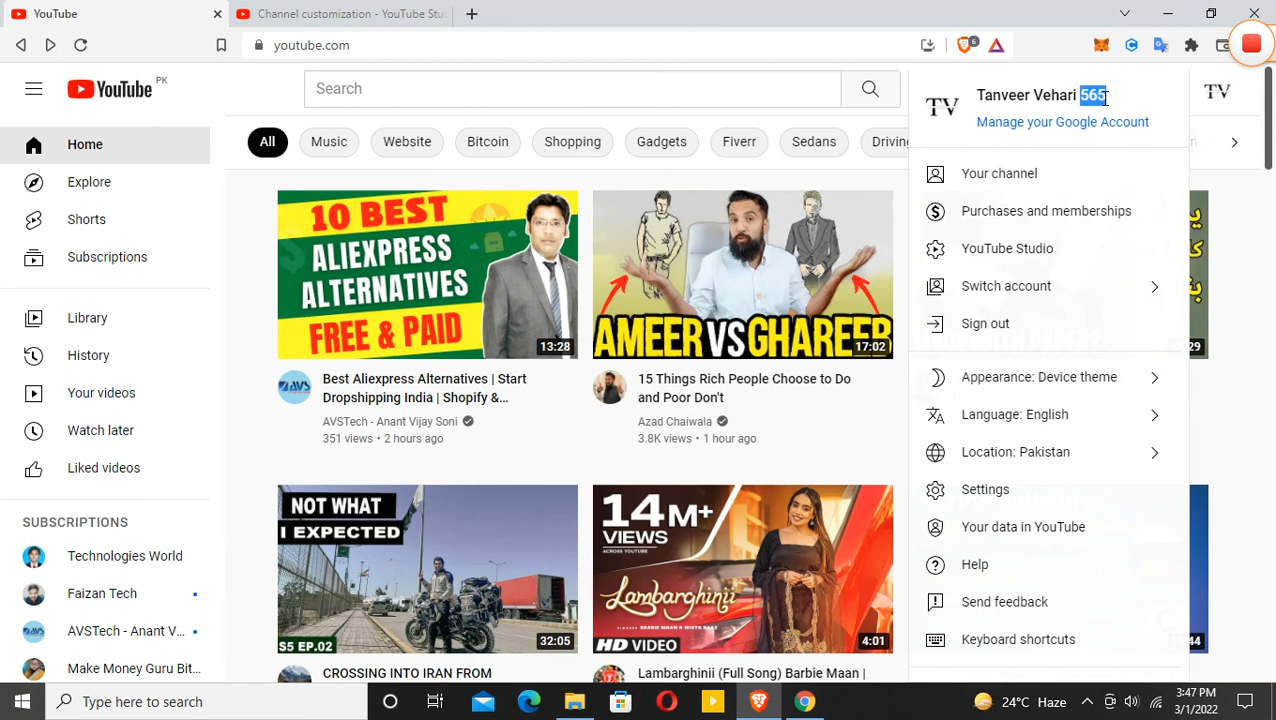 YouTube
Channel customization - YouTube Stu
youtube.com
6
YouTube PK
Search
TV
Tanveer Vehari 565
Manage your Google Account
TV
Home
Explore
Shorts
Subscriptions
Library
History
Your videos
Watch later
Liked videos
SUBSCRIPTIONS
Technologies World
Faizan Tech
AVSTech - Anant V...
Make Money Guru Bit...
All
Music
Website
Bitcoin
Shopping
Gadgets
Fiverr
Sedans
Driving
10 BEST
ALIEXPRESS
ALTERNATIVES
FREE & PAID
13:28
Best Aliexpress Alternatives | Start
Dropshipping India | Shopify &...
AVSTech - Anant Vijay Soni
351 views • 2 hours ago
AMEER VS GHAREEB
17:02
15 Things Rich People Choose to Do
and Poor Don't
Azad Chaiwala
3.8K views • 1 hour ago
NOT WHAT
I EXPECTED
S5 EP.02
32:05
CROSSING INTO IRAN FROM
14M+
VIEWS
ACROSS YOUTUBE
Lambarghinii
HD VIDEO
4:01
Lambarghinii (Full Song) Barbie Maan |
Your channel
Purchases and memberships
YouTube Studio
Switch account
Sign out
Appearance: Device theme
Language: English
Location: Pakistan
Settings
Your data in YouTube
Help
Send feedback
Keyboard shortcuts
:29
:44
Type here to search
24°C Haze
3:47 PM
3/1/2022